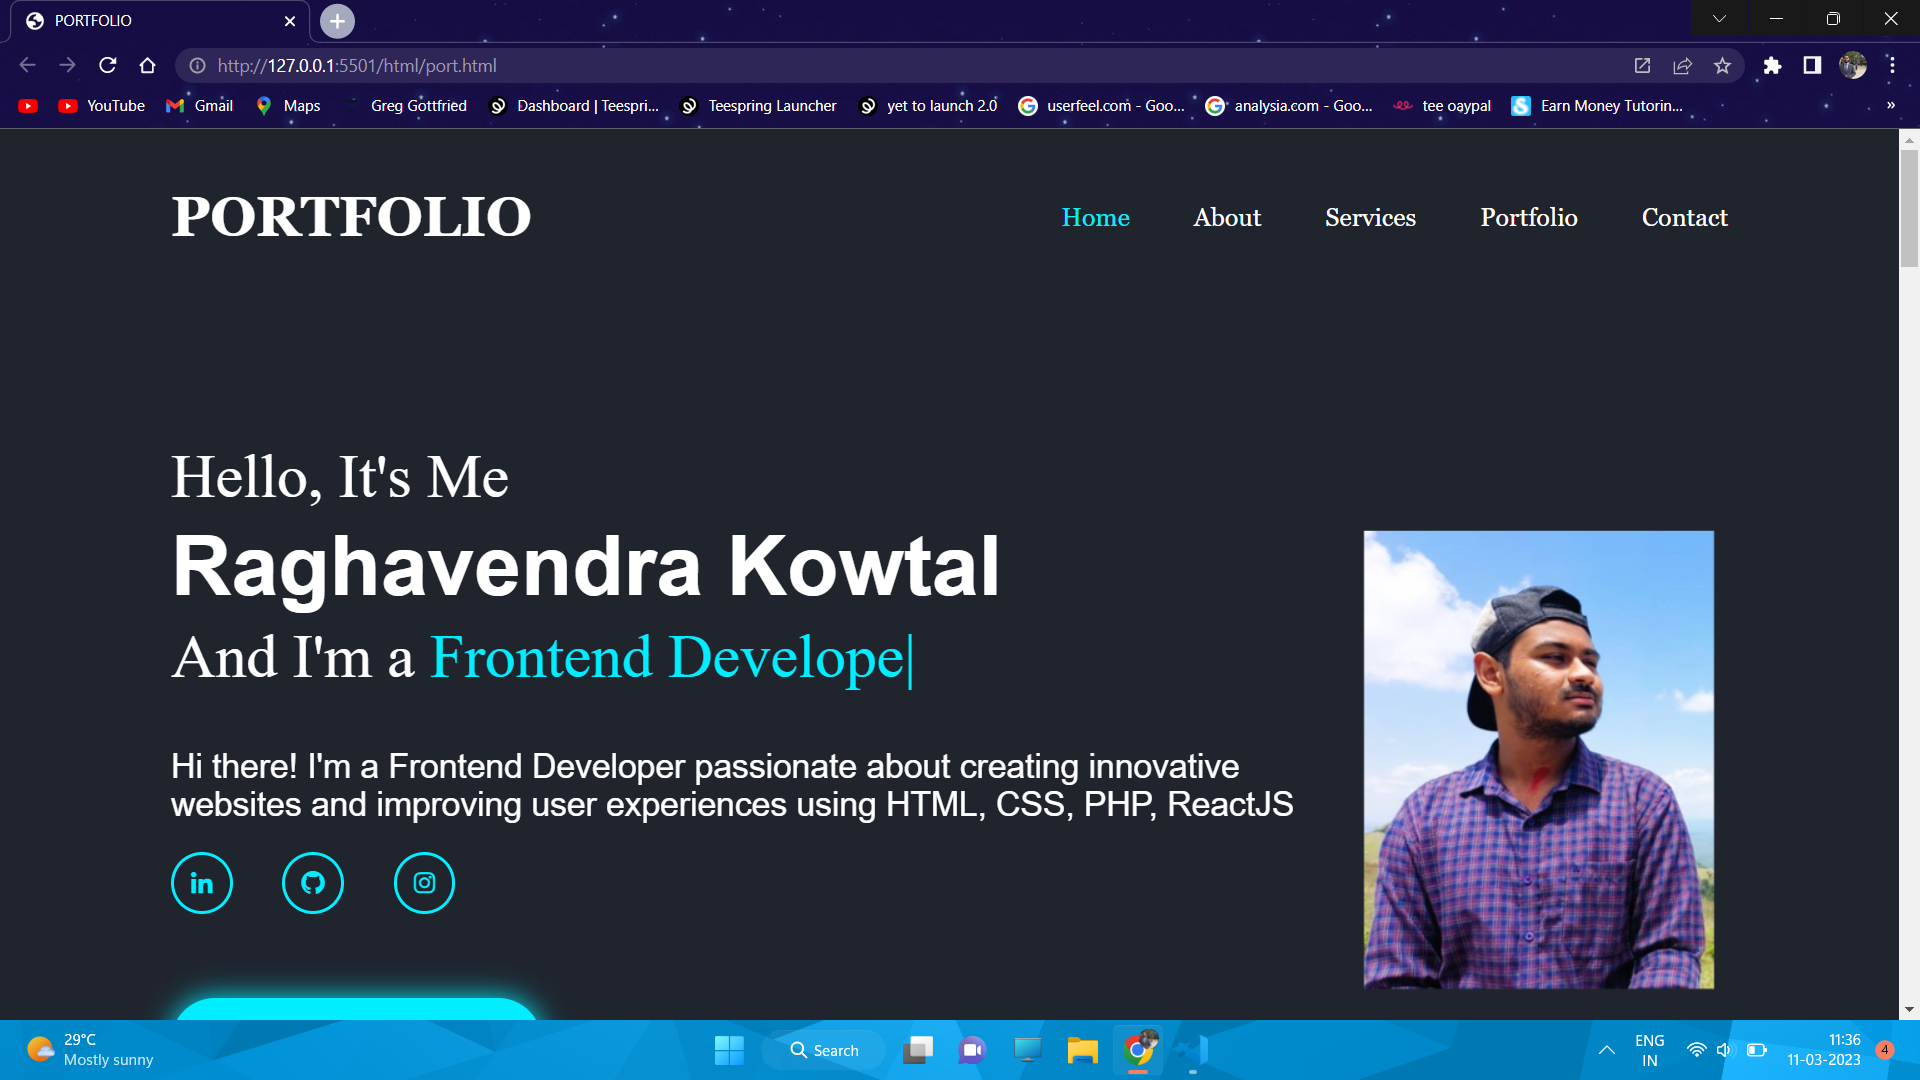 PORTFOLIO
http://127.0.0.1:5501/html/port.html
YouTube Gmail Maps Greg Gottfried Dashboard | Teespri... Teespring Launcher yet to launch 2.0 userfeel.com - Goo... analysia.com - Goo... tee oaypal Earn Money Tutorin... »
PORTFOLIO Home About Services Portfolio Contact
Hello, It's Me
Raghavendra Kowtal
And I'm a Frontend Develope|
Hi there! I'm a Frontend Developer passionate about creating innovative
websites and improving user experiences using HTML, CSS, PHP, ReactJS
in
29°C
Mostly sunny
Search
ENG
IN
11:36
11-03-2023
4